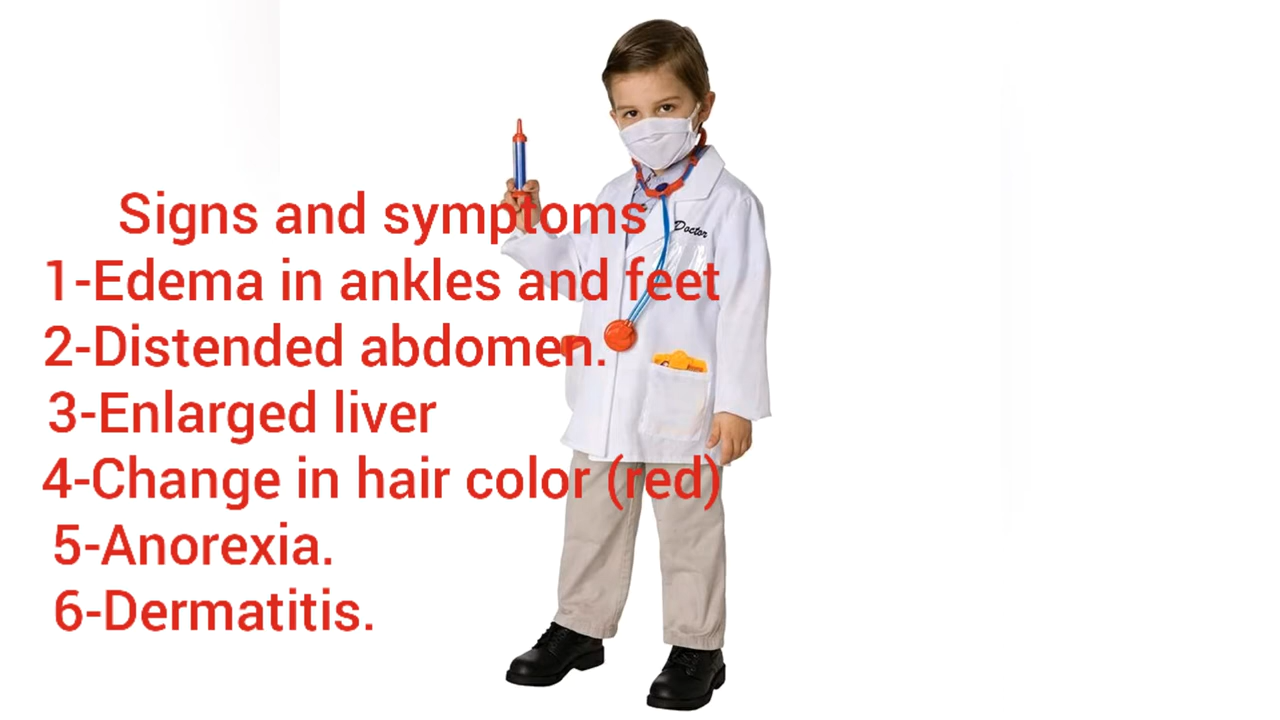 Signs and symptoms
Doctor
1-Edema in ankles and feet
2-Distended abdomen.
3-Enlarged liver
4-Change in hair color (red)
5-Anorexia.
6-Dermatitis.